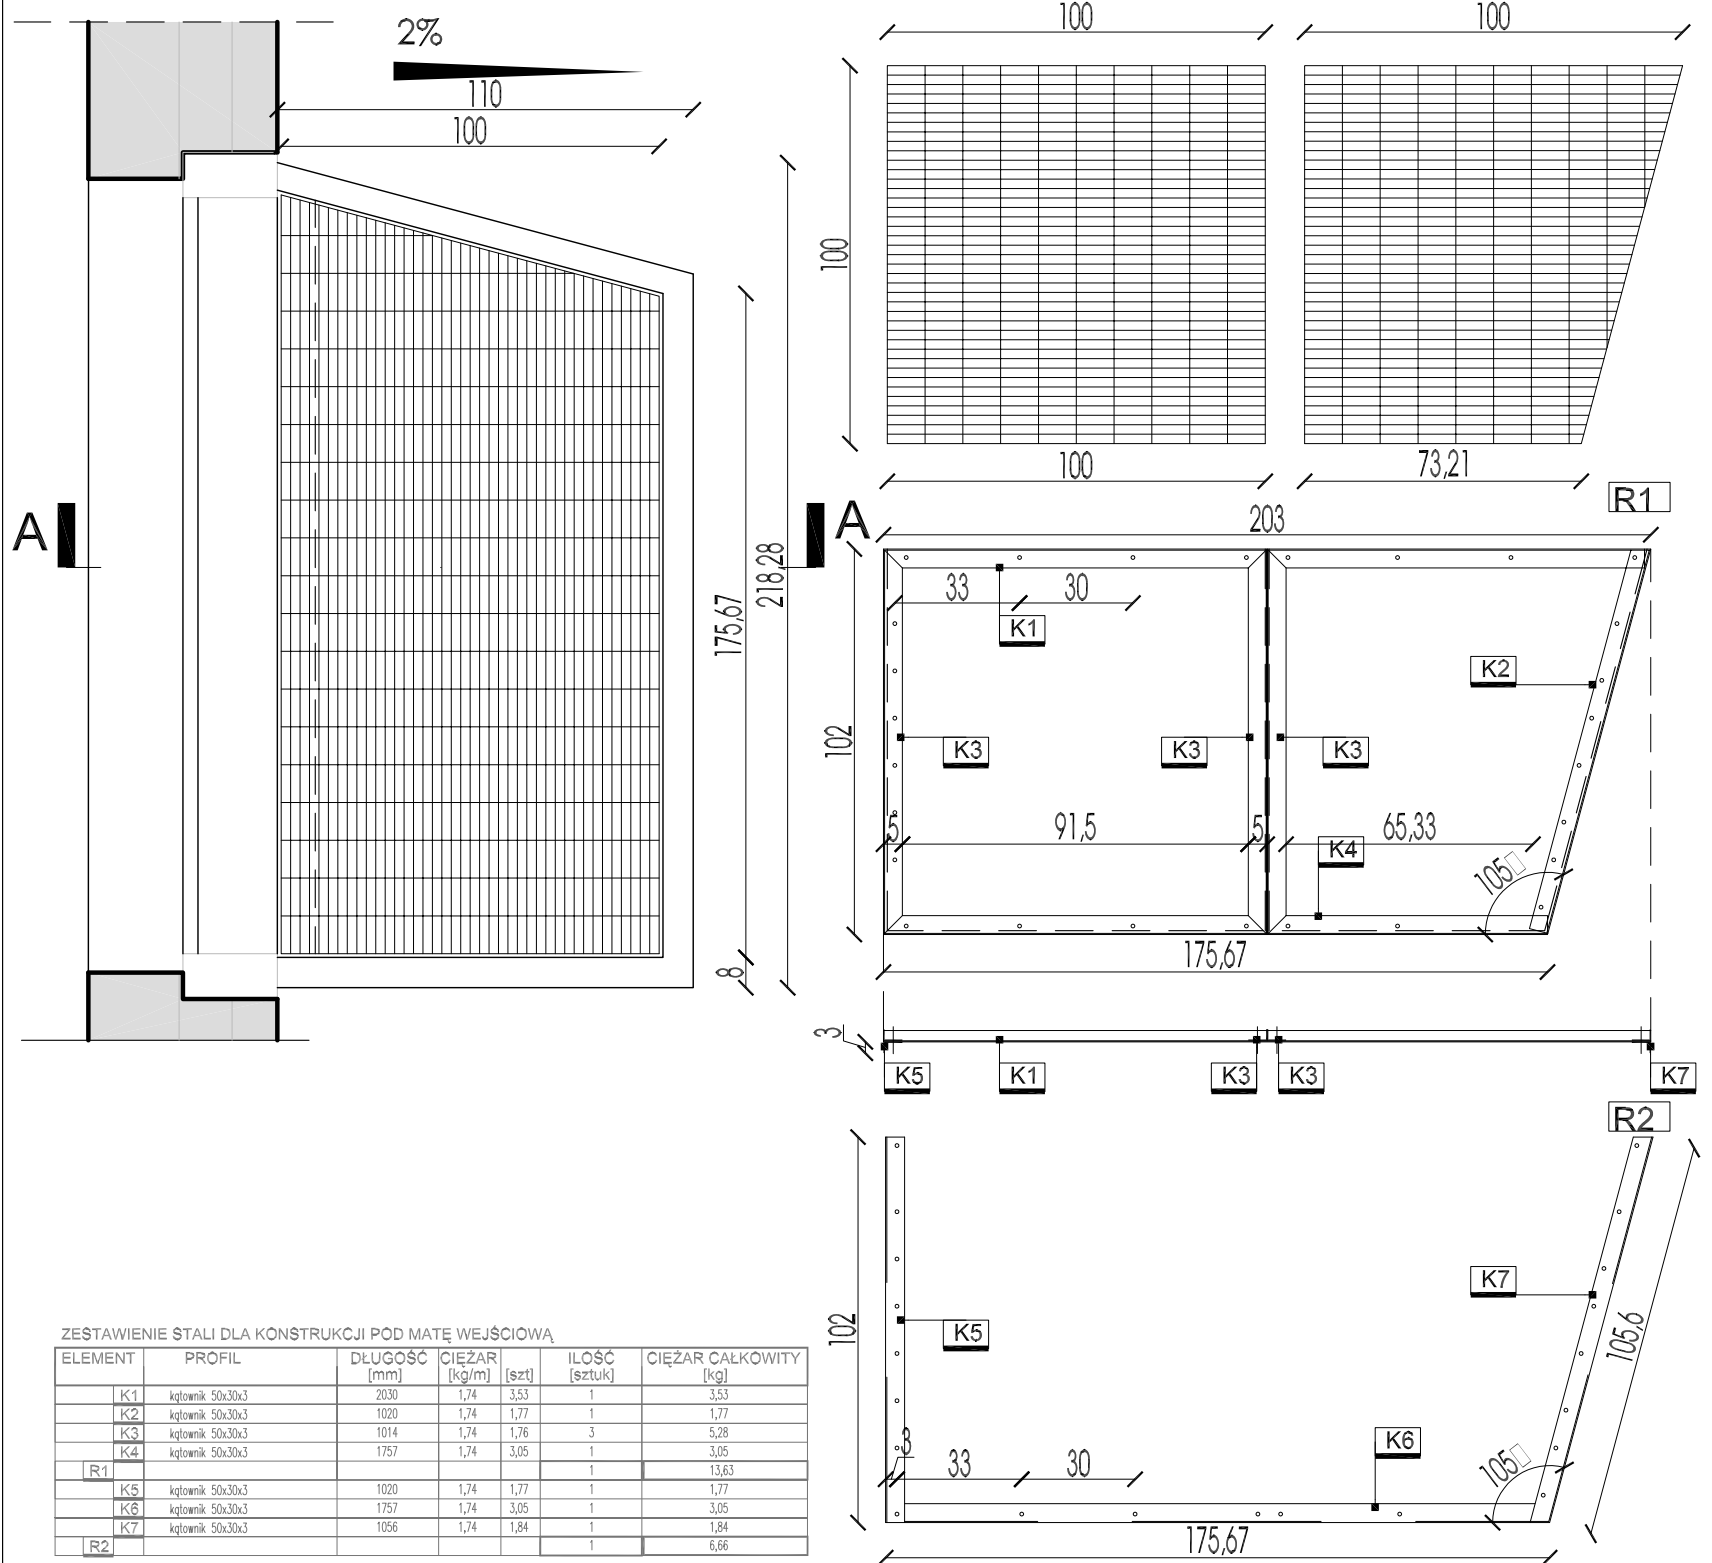 2%
110
100
218,28
175,67
8
A
A
100
100
100
100
73,21
R1
203
33
30
K1
K2
102
K3
K3
K3
5
91,5
5
65,33
K4
105
175,67
3
K5
K1
K3
K3
K7
R2
102
K7
K5
105,6
3
33
30
K6
105
175,67
ZESTAWIENIE STALI DLA KONSTRUKCJI POD MATĘ WEJŚCIOWĄ
ELEMENT PROFIL DŁUGOŚĆ CIĘŻAR ILOŚĆ CIĘŻAR CAŁKOWITY
[mm] [kg/m] [szt] [sztuk] [kg]
K1 kątownik 50x30x3 2030 1,74 3,53 1 3,53
K2 kątownik 50x30x3 1020 1,74 1,77 1 1,77
K3 kątownik 50x30x3 1014 1,74 1,76 3 5,28
K4 kątownik 50x30x3 1757 1,74 3,05 1 3,05
R1 1 13,63
K5 kątownik 50x30x3 1020 1,74 1,77 1 1,77
K6 kątownik 50x30x3 1757 1,74 3,05 1 3,05
K7 kątownik 50x30x3 1056 1,74 1,84 1 1,84
R2 1 6,66